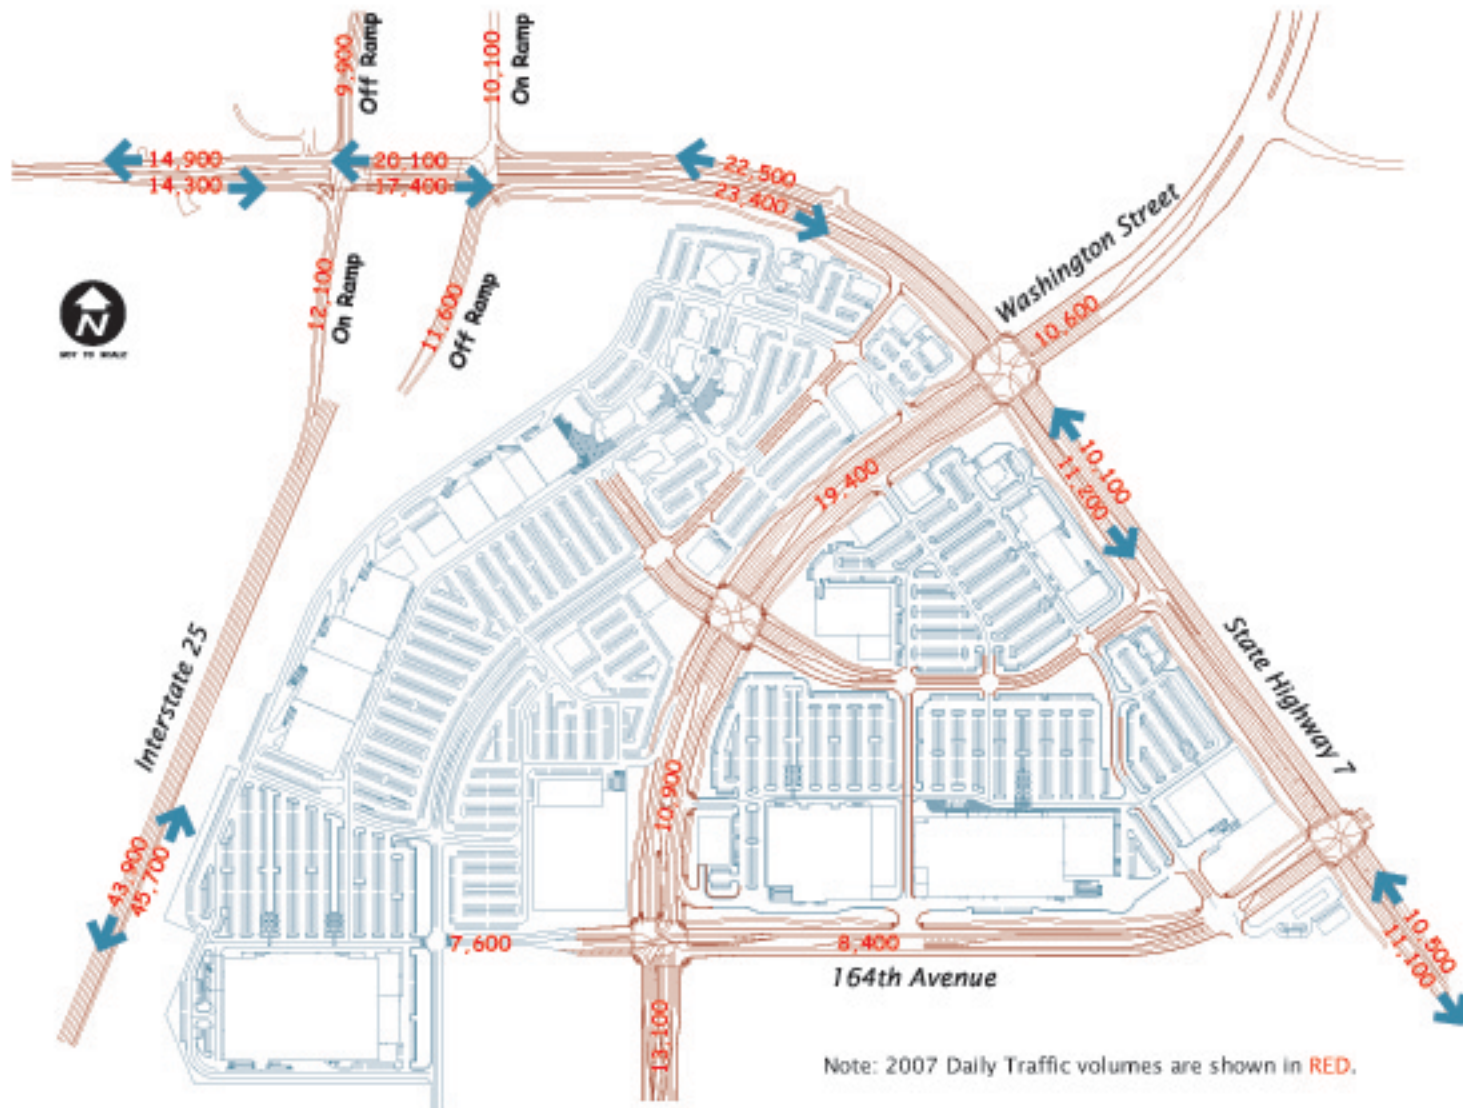 9,900
Off Ramp
10,100
On Ramp
14,900
20,100
22,500
14,300
17,400
23,400
Washington Street
12,100
On Ramp
11,600
Off Ramp
10,600
N
NOT TO SCALE
19,400
10,100
11,200
Interstate 25
State Highway 7
10,900
43,900
45,700
7,600
8,400
10,500
11,100
164th Avenue
13,100
Note: 2007 Daily Traffic volumes are shown in RED.